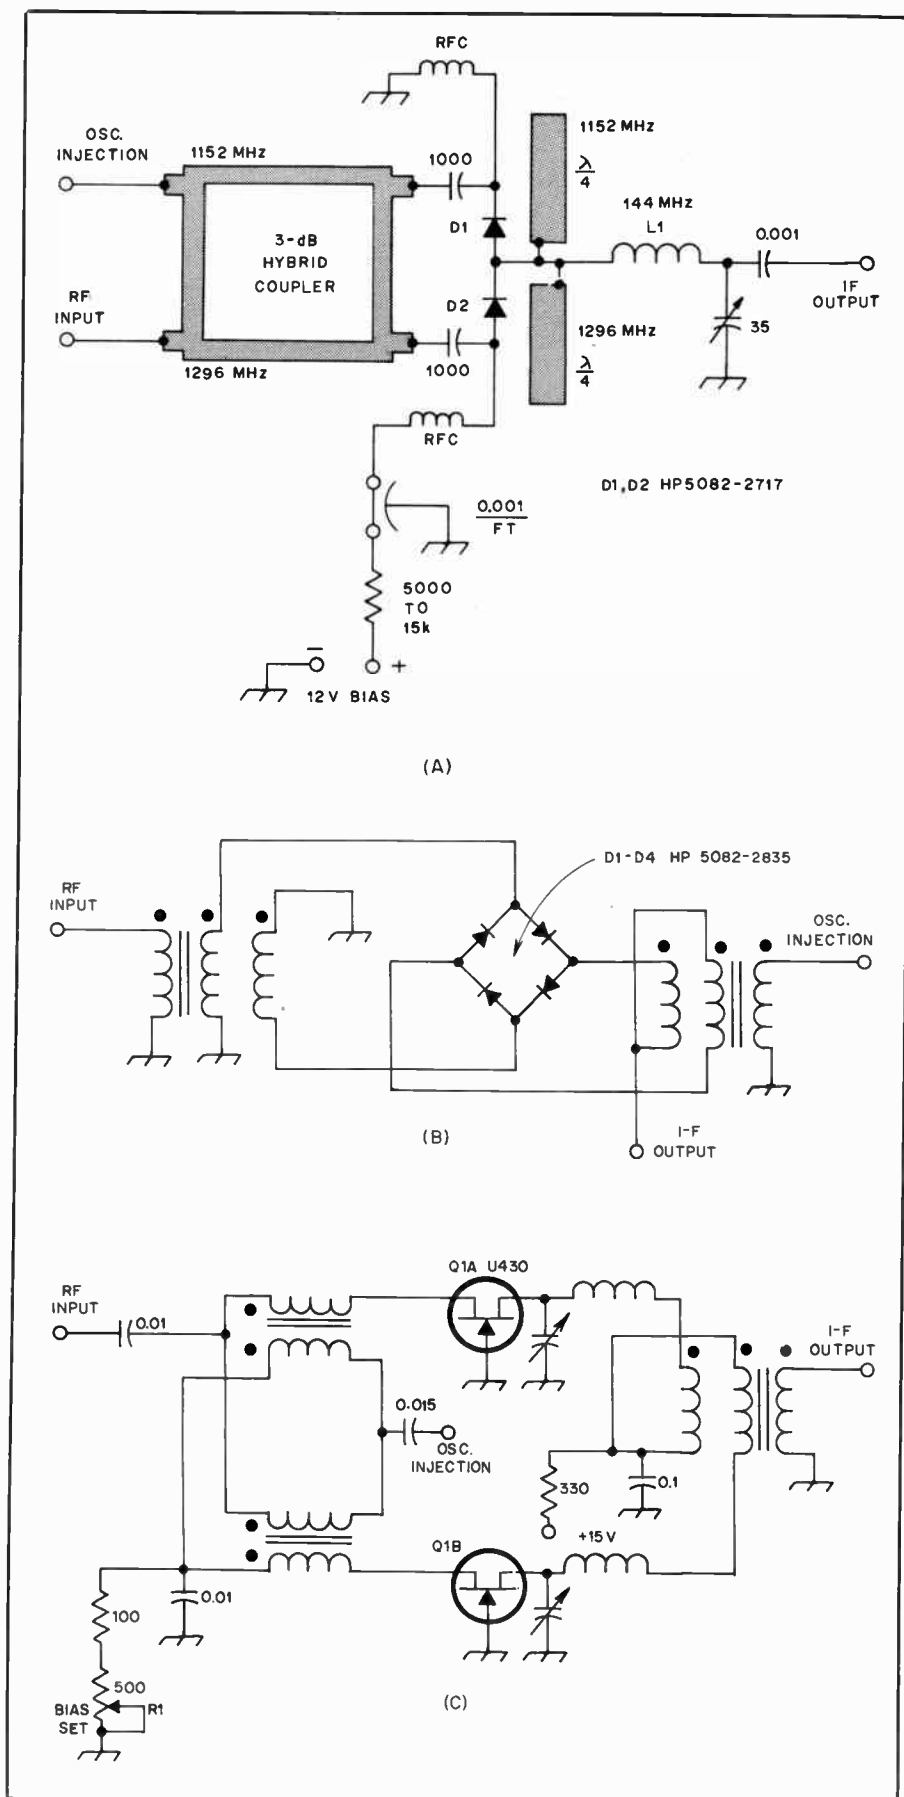 RFC
OSC.
INJECTION
1152 MHz
1000
1152 MHz
λ
4
144 MHz
L1
0.001
D1
3-dB
HYBRID
COUPLER
RF
INPUT
D2
IF
OUTPUT
35
1296 MHz
1000
1296 MHz
λ
4
RFC
D1,D2 HP5082-2717
0.001
FT
5000
TO
15k
–
+
12V BIAS
(A)
D1-D4 HP 5082-2835
RF
INPUT
OSC.
INJECTION
(B)
I-F
OUTPUT
Q1A U430
RF
INPUT
0.01
I-F
OUTPUT
0.015
OSC.
INJECTION
330
0.1
+15V
Q1B
0.01
100
500
BIAS
SET
R1
(C)